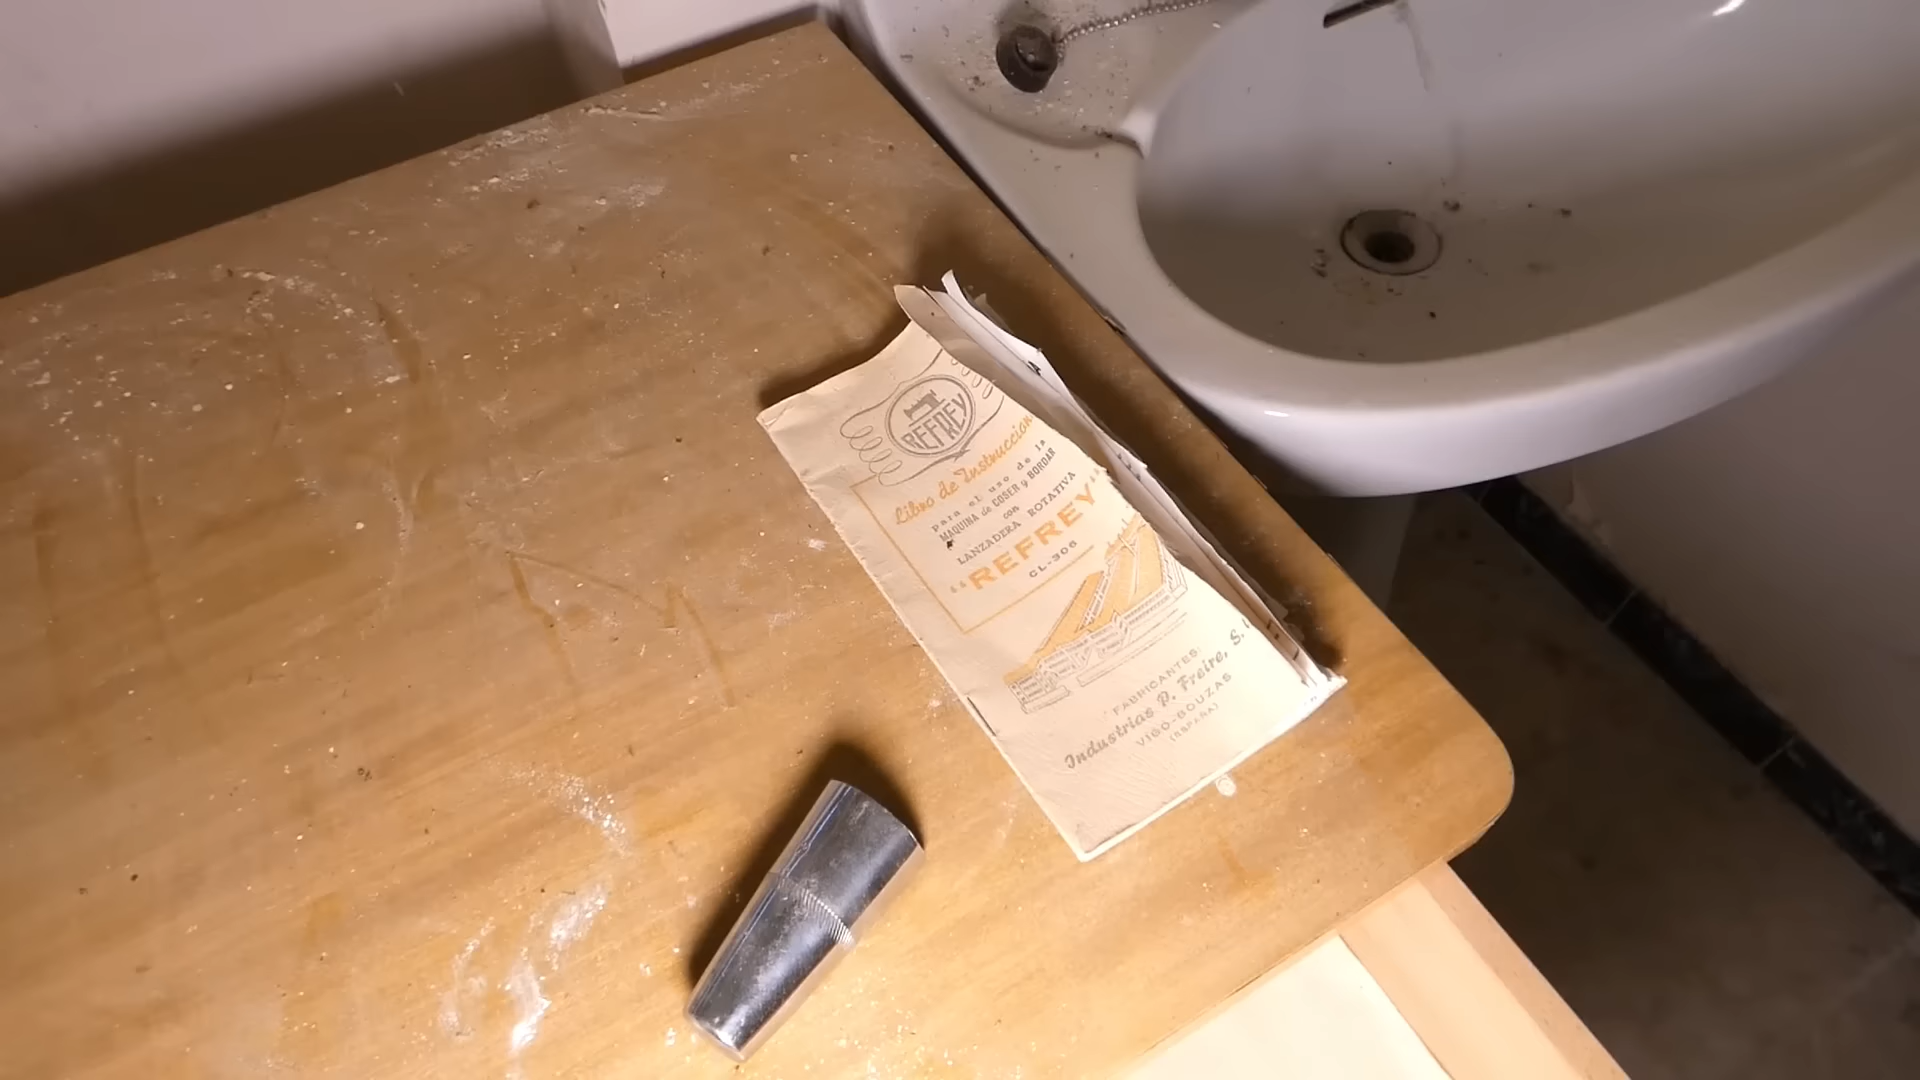 REFREY
Libro de Instruccion
para el uso de la
MAQUINA de COSER y BORDAR
con
LANZADERA ROTATIVA
"REFREY"
CL-306
FABRICANTES:
Industrias P. Freire, S.
VIGO-BOUZAS
(ESPAÑA)